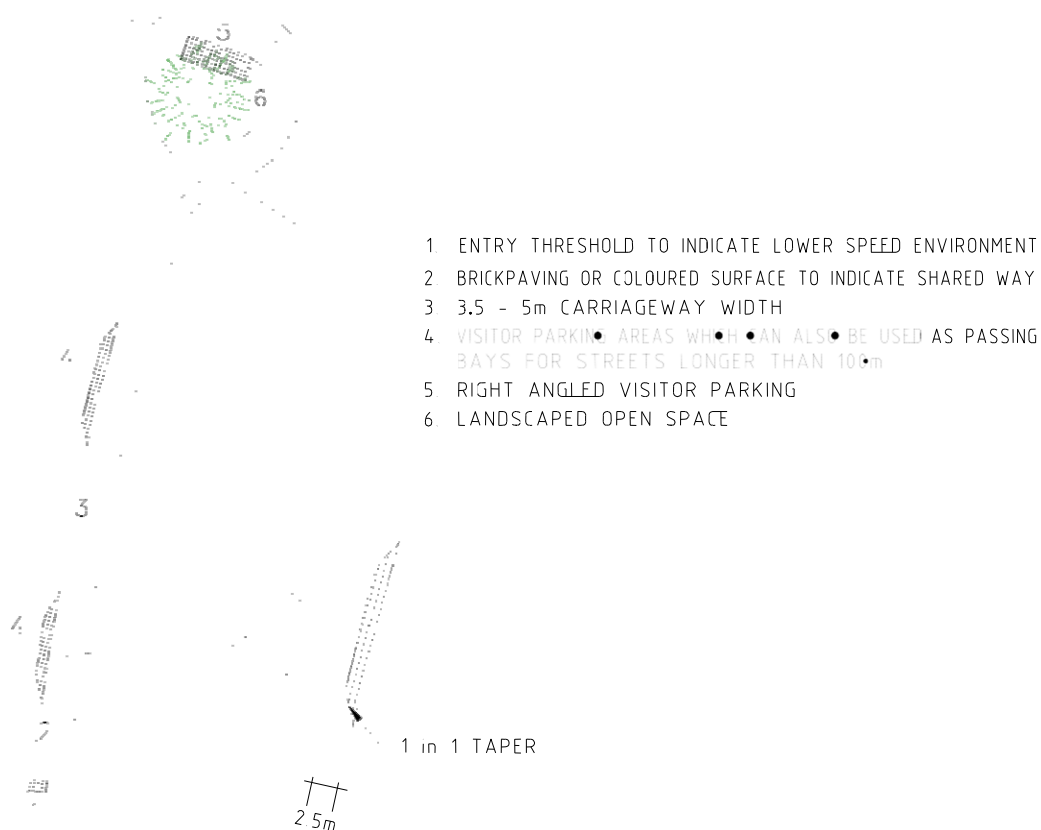 5
6
1. ENTRY THRESHOLD TO INDICATE LOWER SPEED ENVIRONMENT
2. BRICKPAVING OR COLOURED SURFACE TO INDICATE SHARED WAY
3. 3.5 - 5m CARRIAGEWAY WIDTH
4 VISITOR PARKING AREAS WHICH CAN ALSO BE USED AS PASSING
BAYS FOR STREETS LONGER THAN 100m
5. RIGHT ANGLED VISITOR PARKING
6. LANDSCAPED OPEN SPACE
4
3
4
1 in 1 TAPER
2.5m